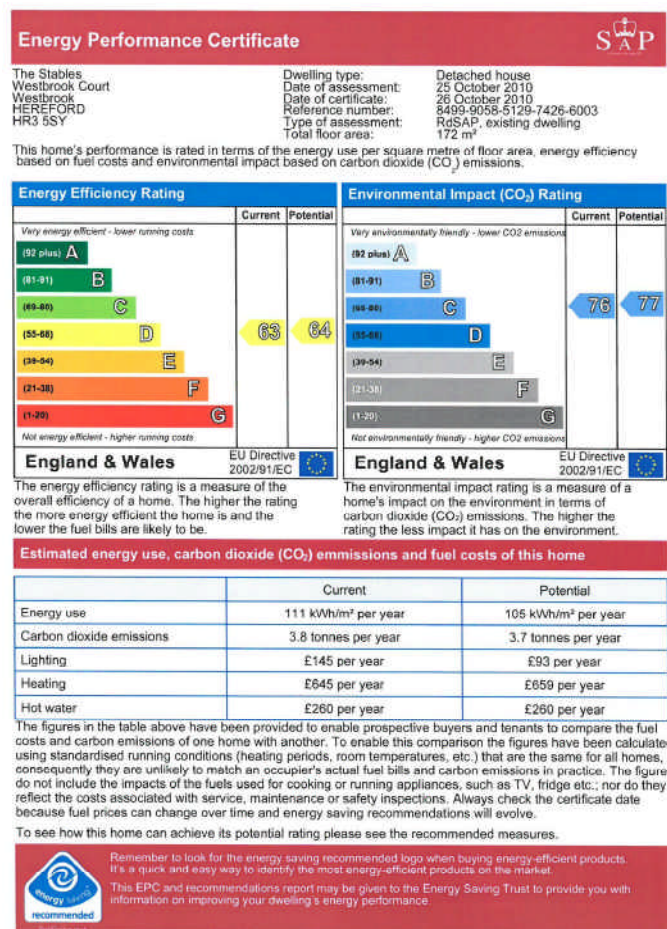 Energy Performance Certificate
SAP
The Stables
Westbrook Court
Westbrook
HEREFORD
HR3 5SY
Dwelling type: Detached house
Date of assessment: 25 October 2010
Date of certificate: 26 October 2010
Reference number: 8499-9058-5129-7426-6003
Type of assessment: RdSAP, existing dwelling
Total floor area: 172 m²
This home's performance is rated in terms of the energy use per square metre of floor area, energy efficiency
based on fuel costs and environmental impact based on carbon dioxide (CO₂) emissions.
Energy Efficiency Rating
Current Potential
Very energy efficient - lower running costs
(92 plus) A
(81-91) B
(69-80) C
(55-68) D
63 64
(39-54) E
(21-38) F
(1-20) G
Not energy efficient - higher running costs
England & Wales
EU Directive
2002/91/EC
The energy efficiency rating is a measure of the
overall efficiency of a home. The higher the rating
the more energy efficient the home is and the
lower the fuel bills are likely to be.
Environmental Impact (CO₂) Rating
Current Potential
Very environmentally friendly - lower CO2 emissions
(92 plus) A
(81-91) B
(69-80) C
76 77
(55-68) D
(39-54) E
(21-38) F
(1-20) G
Not environmentally friendly - higher CO2 emissions
England & Wales
EU Directive
2002/91/EC
The environmental impact rating is a measure of a
home's impact on the environment in terms of
carbon dioxide (CO₂) emissions. The higher the
rating the less impact it has on the environment.
Estimated energy use, carbon dioxide (CO₂) emmissions and fuel costs of this home
Current Potential
Energy use 111 kWh/m² per year 105 kWh/m² per year
Carbon dioxide emissions 3.8 tonnes per year 3.7 tonnes per year
Lighting £145 per year £93 per year
Heating £645 per year £659 per year
Hot water £260 per year £260 per year
The figures in the table above have been provided to enable prospective buyers and tenants to compare the fuel
costs and carbon emissions of one home with another. To enable this comparison the figures have been calculate
using standardised running conditions (heating periods, room temperatures, etc.) that are the same for all homes,
consequently they are unlikely to match an occupier's actual fuel bills and carbon emissions in practice. The figure
do not include the impacts of the fuels used for cooking or running appliances, such as TV, fridge etc.; nor do they
reflect the costs associated with service, maintenance or safety inspections. Always check the certificate date
because fuel prices can change over time and energy saving recommendations will evolve.
To see how this home can achieve its potential rating please see the recommended measures.
energy saving
recommended
Remember to look for the energy saving recommended logo when buying energy-efficient products.
It's a quick and easy way to identify the most energy-efficient products on the market.
This EPC and recommendations report may be given to the Energy Saving Trust to provide you with
information on improving your dwelling's energy performance